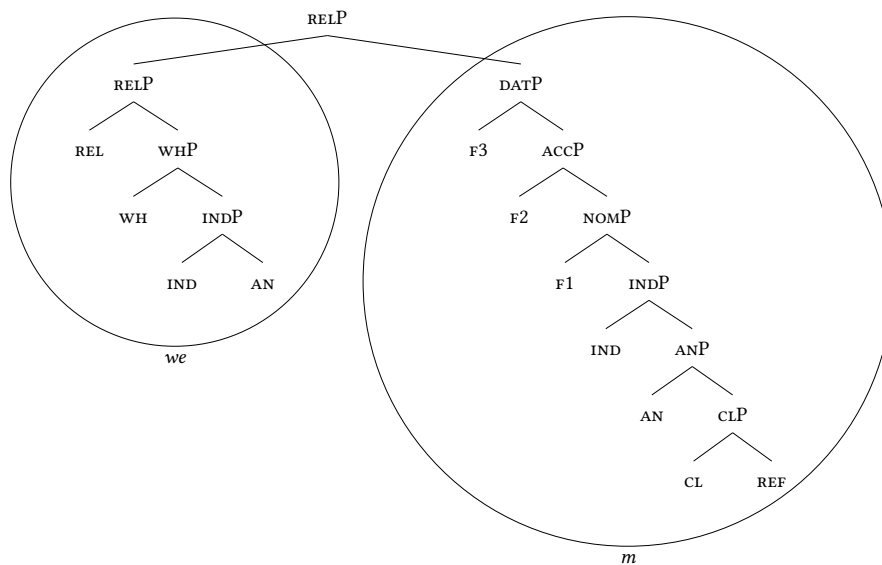 RELP
RELP DATP
REL WHP F3 ACCP
WH INDP F2 NOMP
IND AN F1 INDP
we IND ANP
AN CLP
CL REF
m